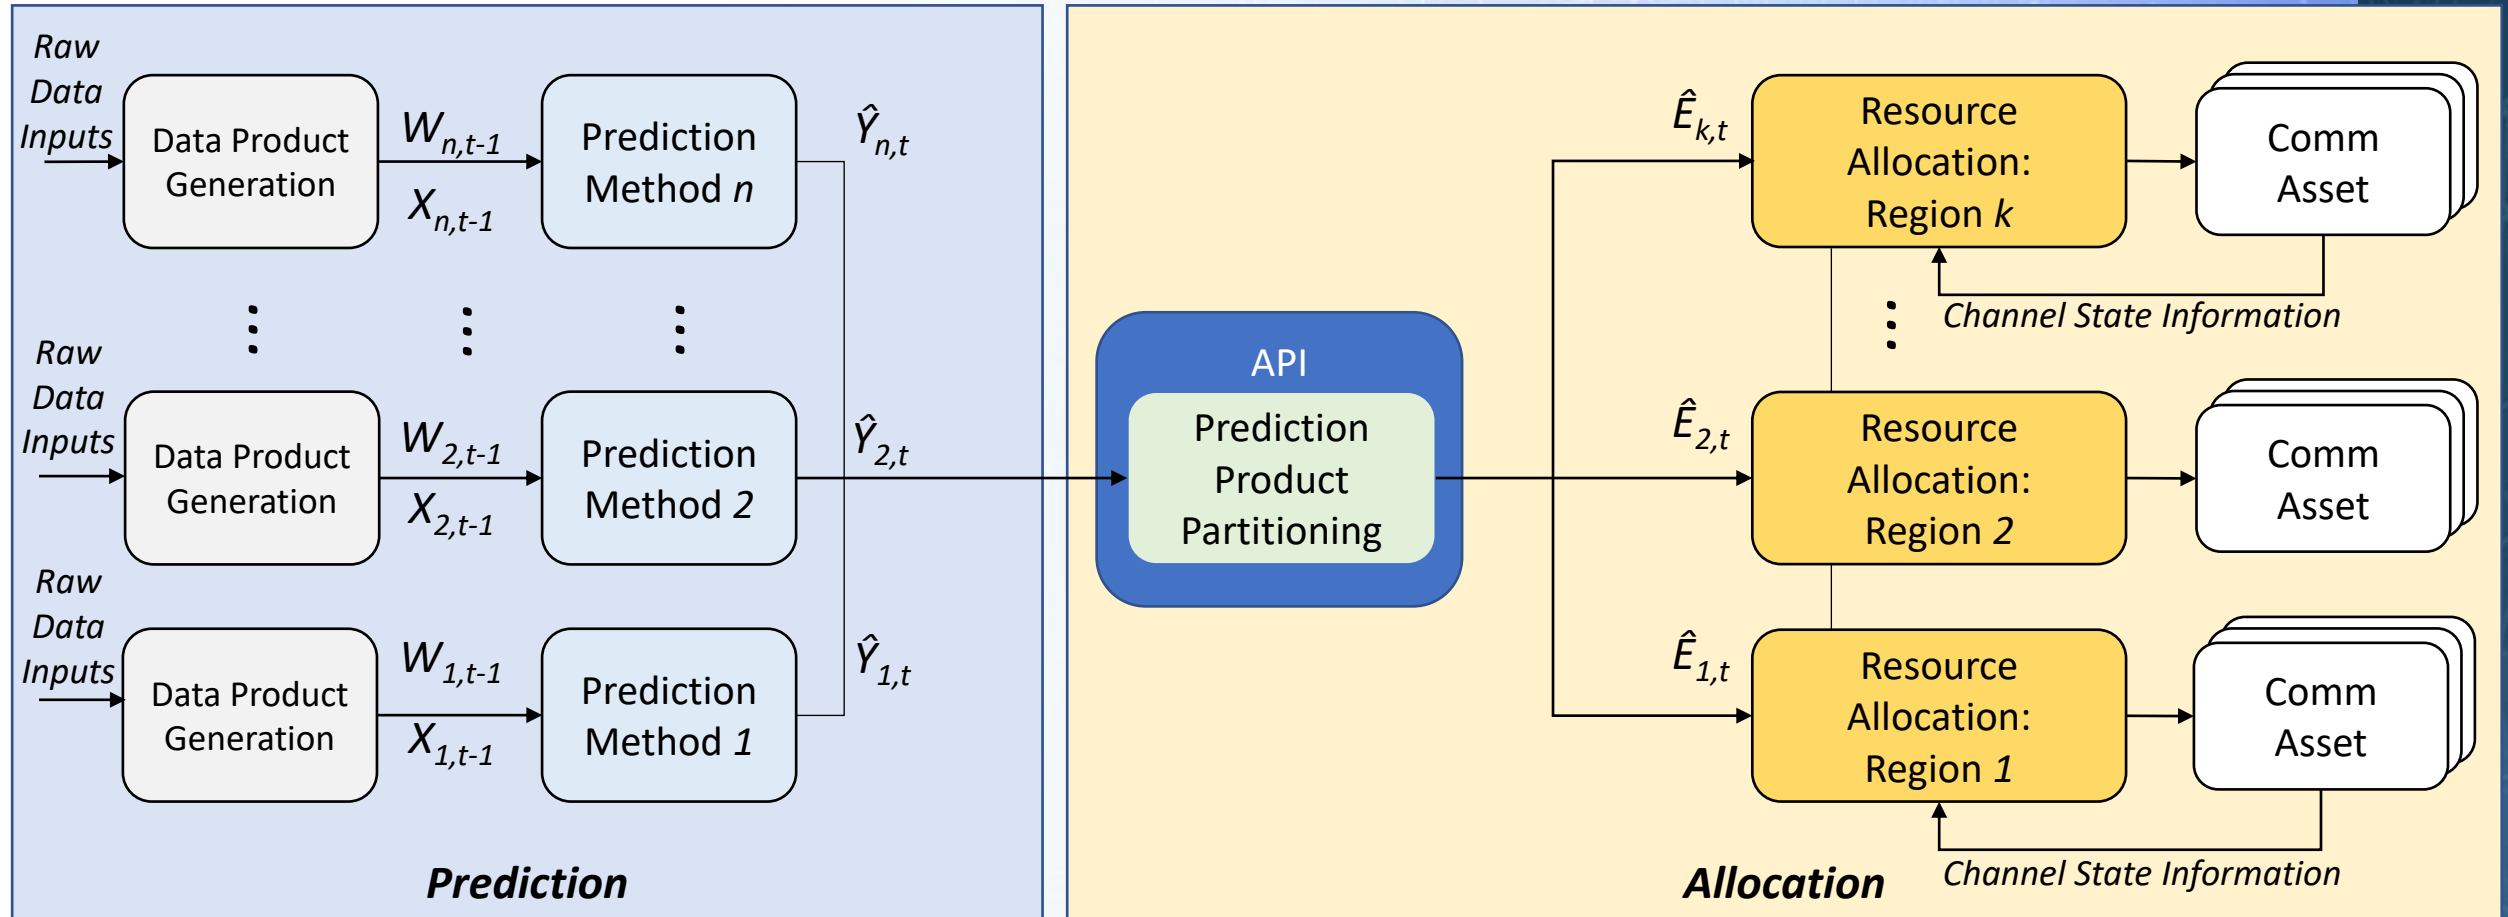 Raw
Data
Inputs
Data Product
Generation
W_{n,t-1}
X_{n,t-1}
Prediction
Method n
Ŷ_{n,t}
Raw
Data
Inputs
Data Product
Generation
W_{2,t-1}
X_{2,t-1}
Prediction
Method 2
Ŷ_{2,t}
Raw
Data
Inputs
Data Product
Generation
W_{1,t-1}
X_{1,t-1}
Prediction
Method 1
Ŷ_{1,t}
Prediction
API
Prediction
Product
Partitioning
Ê_{k,t}
Resource
Allocation:
Region k
Comm
Asset
Channel State Information
Ê_{2,t}
Resource
Allocation:
Region 2
Comm
Asset
Ê_{1,t}
Resource
Allocation:
Region 1
Comm
Asset
Channel State Information
Allocation